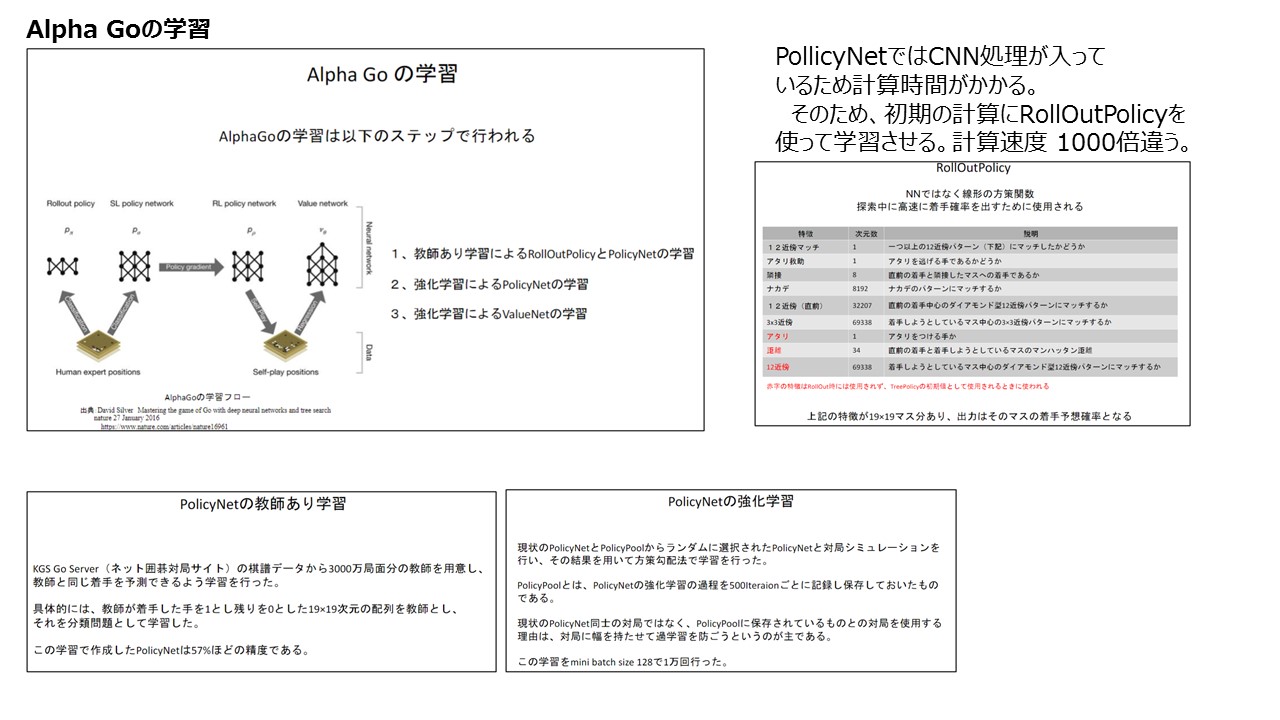 Alpha Goの学習
Alpha Go の学習
AlphaGoの学習は以下のステップで行われる
Rollout policy
SL policy network
RL policy network
Value network
Pπ
Pσ
Pρ
vθ
Neural network
Policy gradient
Classification
Classification
Self Play
Regression
Data
Human expert positions
Self-play positions
AlphaGoの学習フロー
出典 David Silver Mastering the game of Go with deep neural networks and tree search
nature 27 January 2016
https://www.nature.com/articles/nature16961
1、教師あり学習によるRollOutPolicyとPolicyNetの学習
2、強化学習によるPolicyNetの学習
3、強化学習によるValueNetの学習
PollicyNetではCNN処理が入って
いるため計算時間がかかる。
そのため、初期の計算にRollOutPolicyを
使って学習させる。計算速度 1000倍違う。
RollOutPolicy
NNではなく線形の方策関数
探索中に高速に着手確率を出すために使用される
特徴 次元数 説明
12近傍マッチ 1 一つ以上の12近傍パターン（下記）にマッチしたかどうか
アタリ救助 1 アタリを逃げる手であるかどうか
隣接 8 直前の着手と隣接したマスへの着手であるか
ナカデ 8192 ナカデのパターンにマッチするか
12近傍（直前） 32207 直前の着手中心のダイアモンド型12近傍パターンにマッチするか
3x3近傍 69338 着手しようとしているマス中心の3×3近傍パターンにマッチするか
アタリ 1 アタリをつける手か
距離 34 直前の着手と着手しようとしているマスのマンハッタン距離
12近傍 69338 着手しようとしているマス中心のダイアモンド型12近傍パターンにマッチするか
赤字の特徴はRollOut時には使用されず、TreePolicyの初期値として使用されるときに使われる
上記の特徴が19×19マス分あり、出力はそのマスの着手予想確率となる
PolicyNetの教師あり学習
KGS Go Server（ネット囲碁対局サイト）の棋譜データから3000万局面分の教師を用意し、
教師と同じ着手を予測できるよう学習を行った。
具体的には、教師が着手した手を1とし残りを0とした19×19次元の配列を教師とし、
それを分類問題として学習した。
この学習で作成したPolicyNetは57%ほどの精度である。
PolicyNetの強化学習
現状のPolicyNetとPolicyPoolからランダムに選択されたPolicyNetと対局シミュレーションを
行い、その結果を用いて方策勾配法で学習を行った。
PolicyPoolとは、PolicyNetの強化学習の過程を500Iteraionごとに記録し保存しておいたもの
である。
現状のPolicyNet同士の対局ではなく、PolicyPoolに保存されているものとの対局を使用する
理由は、対局に幅を持たせて過学習を防ごうというのが主である。
この学習をmini batch size 128で1万回行った。